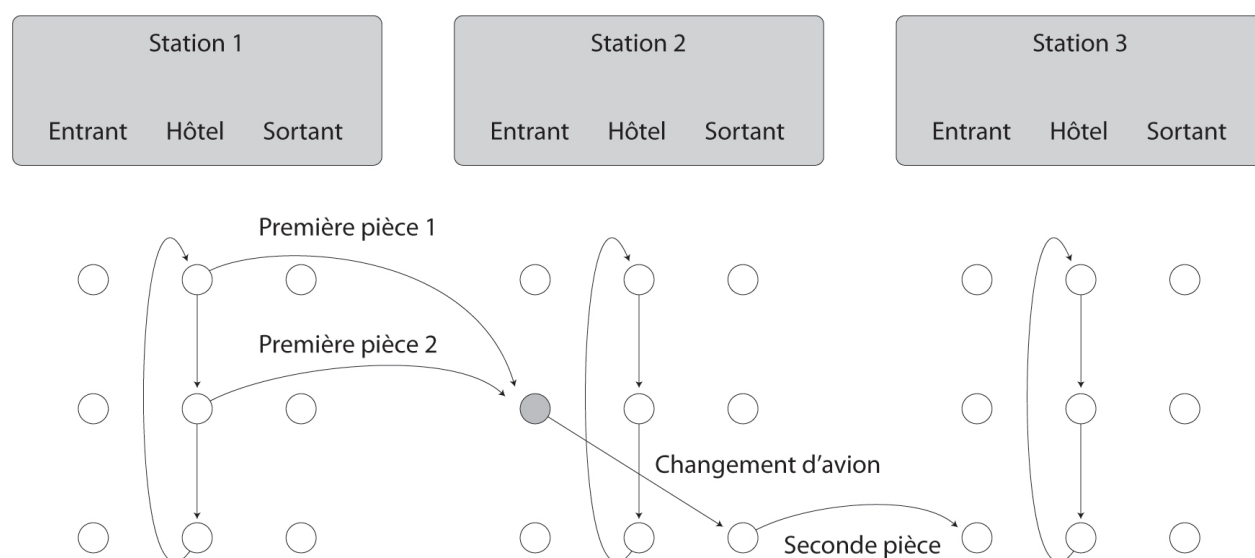 Station 1
Station 2
Station 3
Entrant Hôtel Sortant
Entrant Hôtel Sortant
Entrant Hôtel Sortant
Première pièce 1
Première pièce 2
Changement d’avion
Seconde pièce